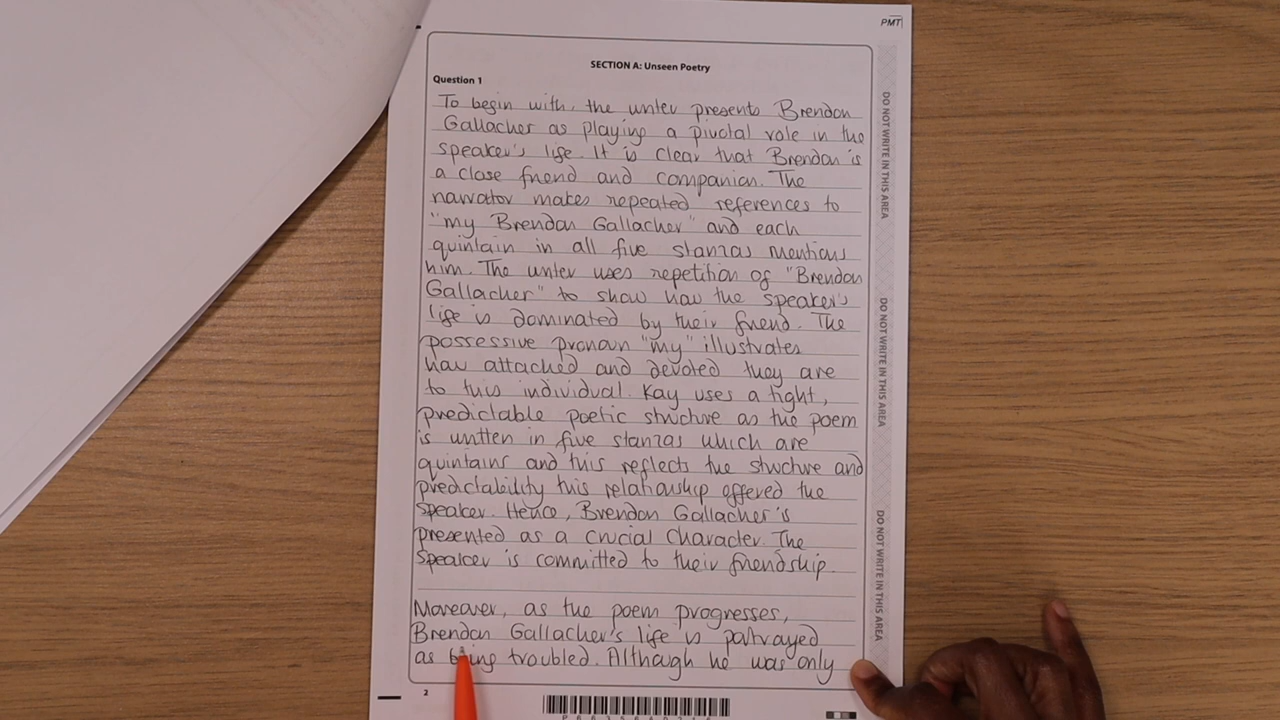 PMT
SECTION A: Unseen Poetry
Question 1
To begin with, the writer presents Brendon
Gallacher as playing a pivotal role in the
speaker's life. It is clear that Brendon is
a close friend and companion. The
narrator makes repeated references to
"my Brendon Gallacher" and each
quintain in all five stanzas mentions
him. The writer uses repetition of "Brendon
Gallacher" to show how the speaker's
life is dominated by their friend. The
possessive pronoun "my" illustrates
how attached and devoted they are
to this individual. Kay uses a tight,
predictable poetic structure as the poem
is written in five stanzas which are
quintains and this reflects the structure and
predictability this relationship offered the
speaker. Hence, Brendon Gallacher is
presented as a crucial character. The
speaker is committed to their friendship.
Moreover, as the poem progresses,
Brendon Gallacher's life is portrayed
as being troubled. Although he was only
2
DO NOT WRITE IN THIS AREA
DO NOT WRITE IN THIS AREA
DO NOT WRITE IN THIS AREA